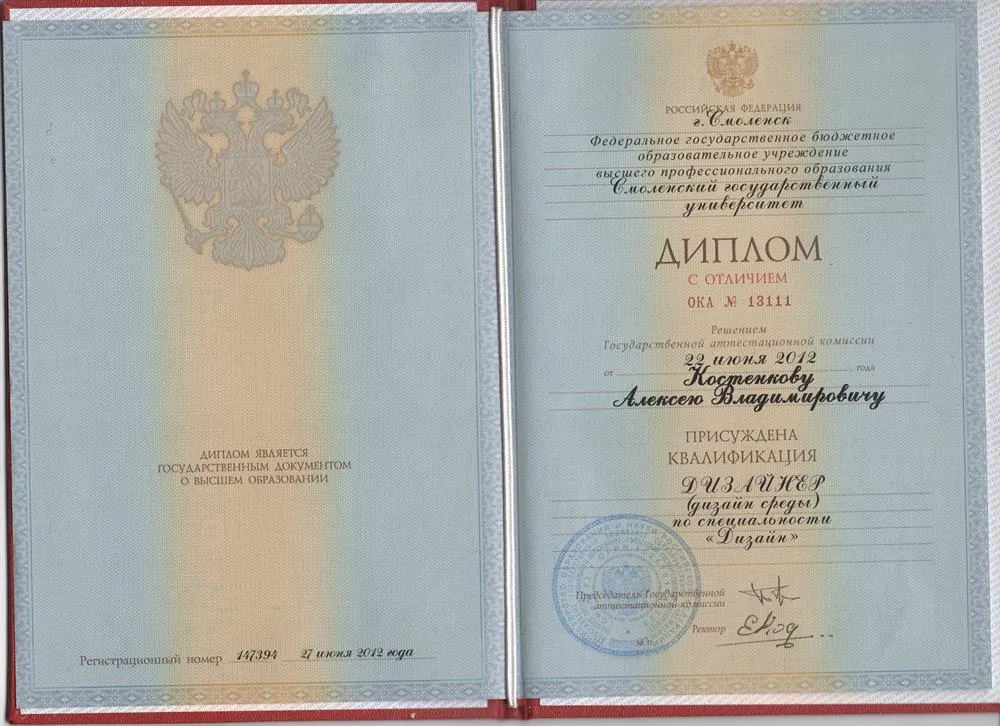 ДИПЛОМ ЯВЛЯЕТСЯ
ГОСУДАРСТВЕННЫМ ДОКУМЕНТОМ
О ВЫСШЕМ ОБРАЗОВАНИИ
Регистрационный номер 147394 27 июня 2012 года
РОССИЙСКАЯ ФЕДЕРАЦИЯ
г. Смоленск
Федеральное государственное бюджетное
образовательное учреждение
высшего профессионального образования
Смоленский государственный
университет
ДИПЛОМ
С ОТЛИЧИЕМ
ОКА № 13111
Решением
Государственной аттестационной комиссии
от 22 июня 2012 года
Костенкову
Алексею Владимировичу
ПРИСУЖДЕНА
КВАЛИФИКАЦИЯ
ДИЗАЙНЕР
(дизайн среды)
по специальности
«Дизайн»
Председатель Государственной
аттестационной комиссии
Ректор
М.П.